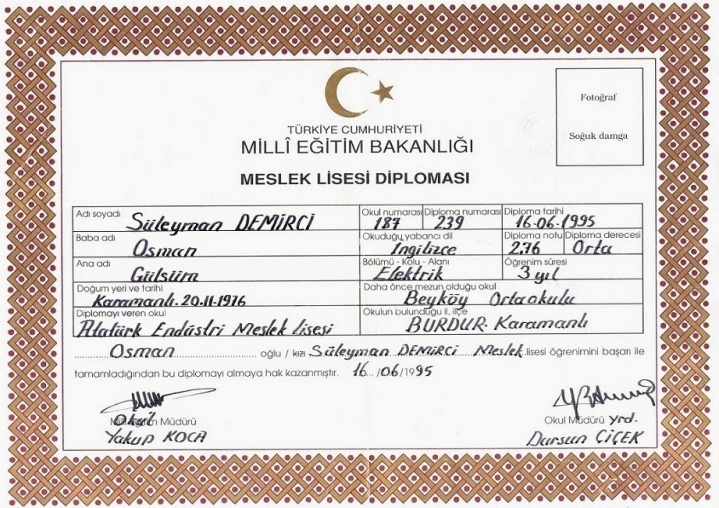 Fotoğraf
Soğuk damga
TÜRKİYE CUMHURİYETİ
MİLLÎ EĞİTİM BAKANLIĞI
MESLEK LİSESİ DİPLOMASI
Adı soyadı Süleyman DEMİRCİ Okul numarası 187 Diploma numarası 239 Diploma tarihi 16-06-1995
Baba adı Osman Okuduğu yabancı dil İngilizce Diploma notu 2,76 Diploma derecesi Orta
Ana adı Gülsüm Bölümü - Kolu - Alanı Elektrik Öğrenim süresi 3 yıl
Doğum yeri ve tarihi Karamanlı. 20-11-1976 Daha önce mezun olduğu okul Beyköy Ortaokulu
Diplomayı veren okul Atatürk Endüstri Meslek Lisesi Okulun bulunduğu il, ilçe BURDUR. Karamanlı
Osman oğlu / kızı Süleyman DEMİRCİ Meslek lisesi öğrenimini başarı ile
tamamladığından bu diplomayı almaya hak kazanmıştır. 16 /06/1995
Okul Müdürü Okul Müdürü yrd.
Yakup KOCA Dursun ÇİÇEK